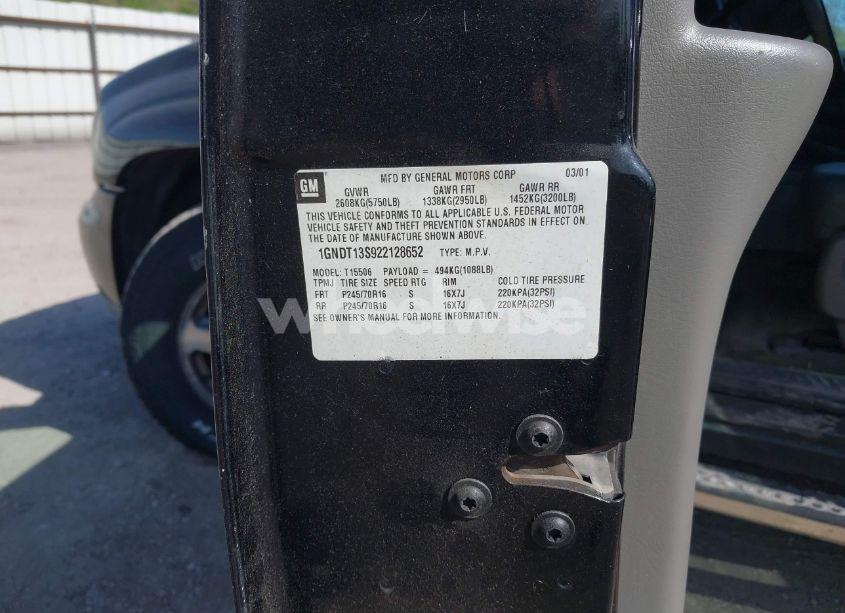 GM
MFD BY GENERAL MOTORS CORP 03/01
GVWR GAWR FRT GAWR RR
2608KG(5750LB) 1338KG(2950LB) 1452KG(3200LB)
THIS VEHICLE CONFORMS TO ALL APPLICABLE U.S. FEDERAL MOTOR
VEHICLE SAFETY AND THEFT PREVENTION STANDARDS IN EFFECT ON
THE DATE OF MANUFACTURE SHOWN ABOVE.
1GNDT13S922128652 TYPE: M.P.V.
MODEL: T15506 PAYLOAD = 494KG(1088LB)
TPMJ TIRE SIZE SPEED RTG RIM COLD TIRE PRESSURE
FRT P245/70R16 S 16X7J 220KPA(32PSI)
RR P245/70R16 S 16X7J 220KPA(32PSI)
SEE OWNER'S MANUAL FOR MORE INFORMATION.
wheelwise